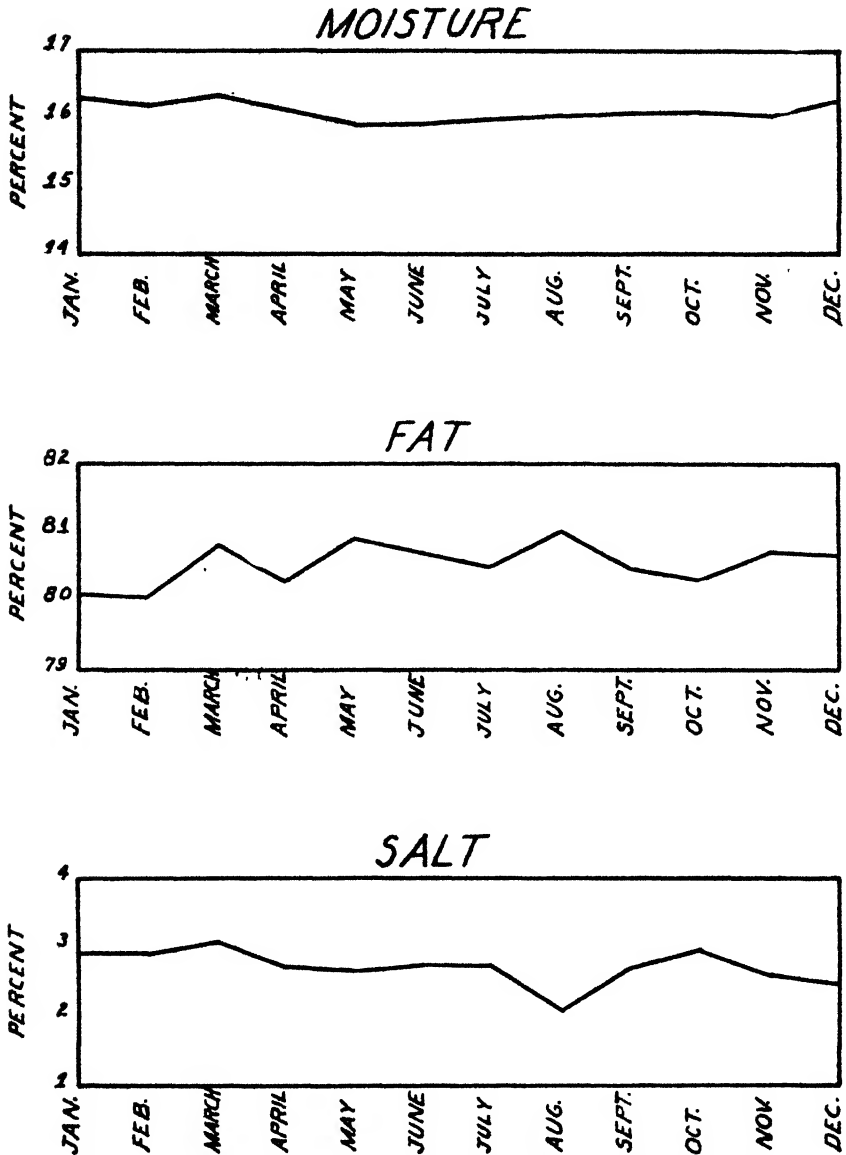 MOISTURE
PERCENT
17
16
15
14
JAN. FEB. MARCH APRIL MAY JUNE JULY AUG. SEPT. OCT. NOV. DEC.
FAT
PERCENT
82
81
80
79
JAN. FEB. MARCH APRIL MAY JUNE JULY AUG. SEPT. OCT. NOV. DEC.
SALT
PERCENT
4
3
2
1
JAN. FEB. MARCH APRIL MAY JUNE JULY AUG. SEPT. OCT. NOV. DEC.